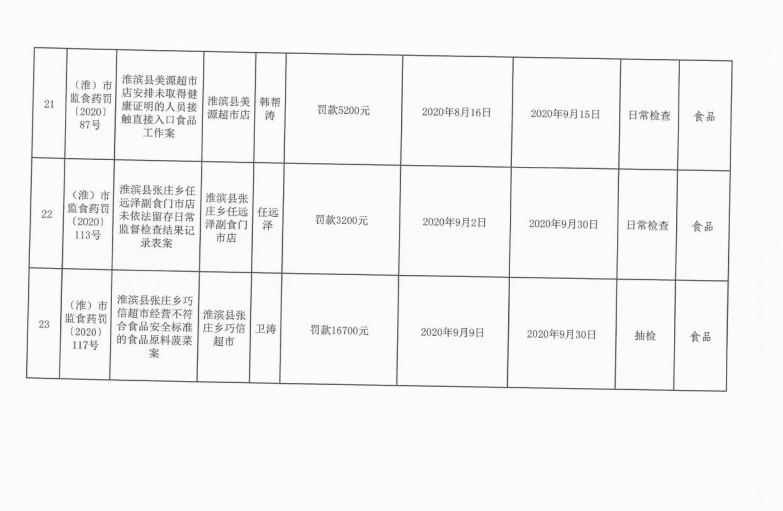 21
（淮）市
监食药罚
〔2020〕
87号
淮滨县美源超市
店安排未取得健
康证明的人员接
触直接入口食品
工作案
淮滨县美
源超市店
韩帮
涛
罚款5200元
2020年8月16日
2020年9月15日
日常检查
食品
22
（淮）市
监食药罚
〔2020〕
113号
淮滨县张庄乡任
远泽副食门市店
未依法留存日常
监督检查结果记
录表案
淮滨县张
庄乡任远
泽副食门
市店
任远
泽
罚款3200元
2020年9月2日
2020年9月30日
日常检查
食品
23
（淮）市
监食药罚
〔2020〕
117号
淮滨县张庄乡巧
信超市经营不符
合食品安全标准
的食品原料菠菜
案
淮滨县张
庄乡巧信
超市
卫涛
罚款16700元
2020年9月9日
2020年9月30日
抽检
食品